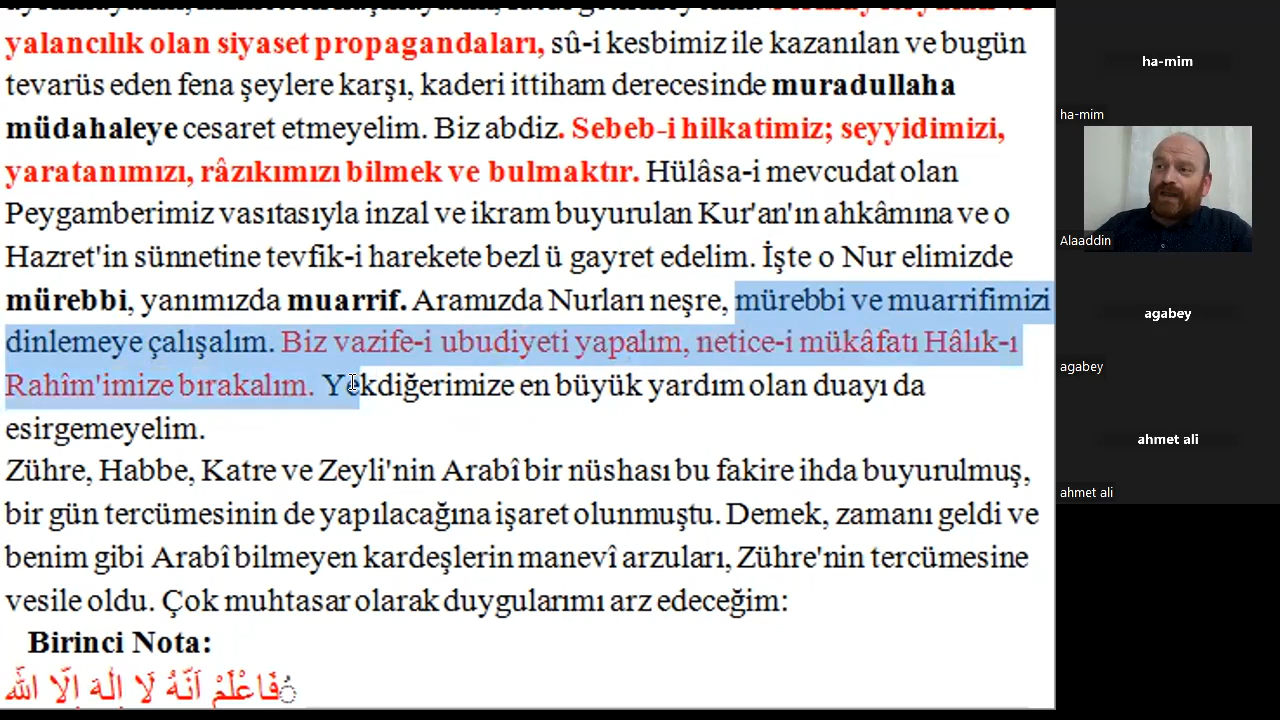 yalancılık olan siyaset propagandaları, sû-i kesbimiz ile kazanılan ve bugün
tevarüs eden fena şeylere karşı, kaderi ittiham derecesinde muradullaha
müdahaleye cesaret etmeyelim. Biz abdiz. Sebeb-i hilkatimiz; seyyidimizi,
yaratanımızı, râzıkımızı bilmek ve bulmaktır. Hülâsa-i mevcudat olan
Peygamberimiz vasıtasıyla inzal ve ikram buyurulan Kur'an'ın ahkâmına ve o
Hazret'in sünnetine tevfik-i harekete bezl ü gayret edelim. İşte o Nur elimizde
mürebbi, yanımızda muarrif. Aramızda Nurları neşre, mürebbi ve muarrifimizi
dinlemeye çalışalım. Biz vazife-i ubudiyeti yapalım, netice-i mükâfatı Hâlık-ı
Rahîm'imize bırakalım. Yekdiğerimize en büyük yardım olan duayı da
esirgemeyelim.
Zühre, Habbe, Katre ve Zeyli'nin Arabî bir nüshası bu fakire ihda buyurulmuş,
bir gün tercümesinin de yapılacağına işaret olunmuştu. Demek, zamanı geldi ve
benim gibi Arabî bilmeyen kardeşlerin manevî arzuları, Zühre'nin tercümesine
vesile oldu. Çok muhtasar olarak duygularımı arz edeceğim:
Birinci Nota:
فَاعْلَمْ اَنَّهُ لَا اِلٰهَ اِلَّا اللّٰهُ
ha-mim
ha-mim
Alaaddin
agabey
agabey
ahmet ali
ahmet ali